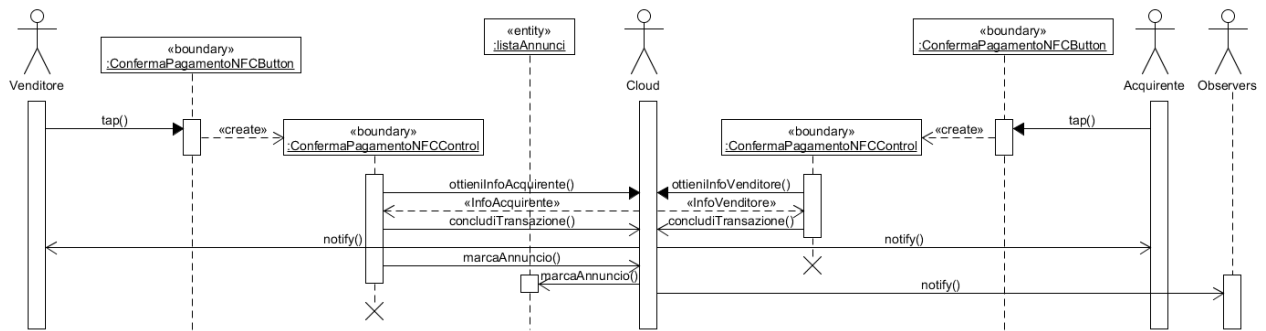 Venditore
«boundary»
:ConfermaPagamentoNFCButton
«entity»
:listaAnnunci
Cloud
«boundary»
:ConfermaPagamentoNFCButton
Acquirente
Observers
tap()
«create»
«boundary»
:ConfermaPagamentoNFCControl
«boundary»
:ConfermaPagamentoNFCControl
«create»
tap()
ottieniInfoAcquirente()
ottieniInfoVenditore()
«InfoAcquirente»
«InfoVenditore»
concludiTransazione()
concludiTransazione()
notify()
notify()
marcaAnnuncio()
marcaAnnuncio()
notify()